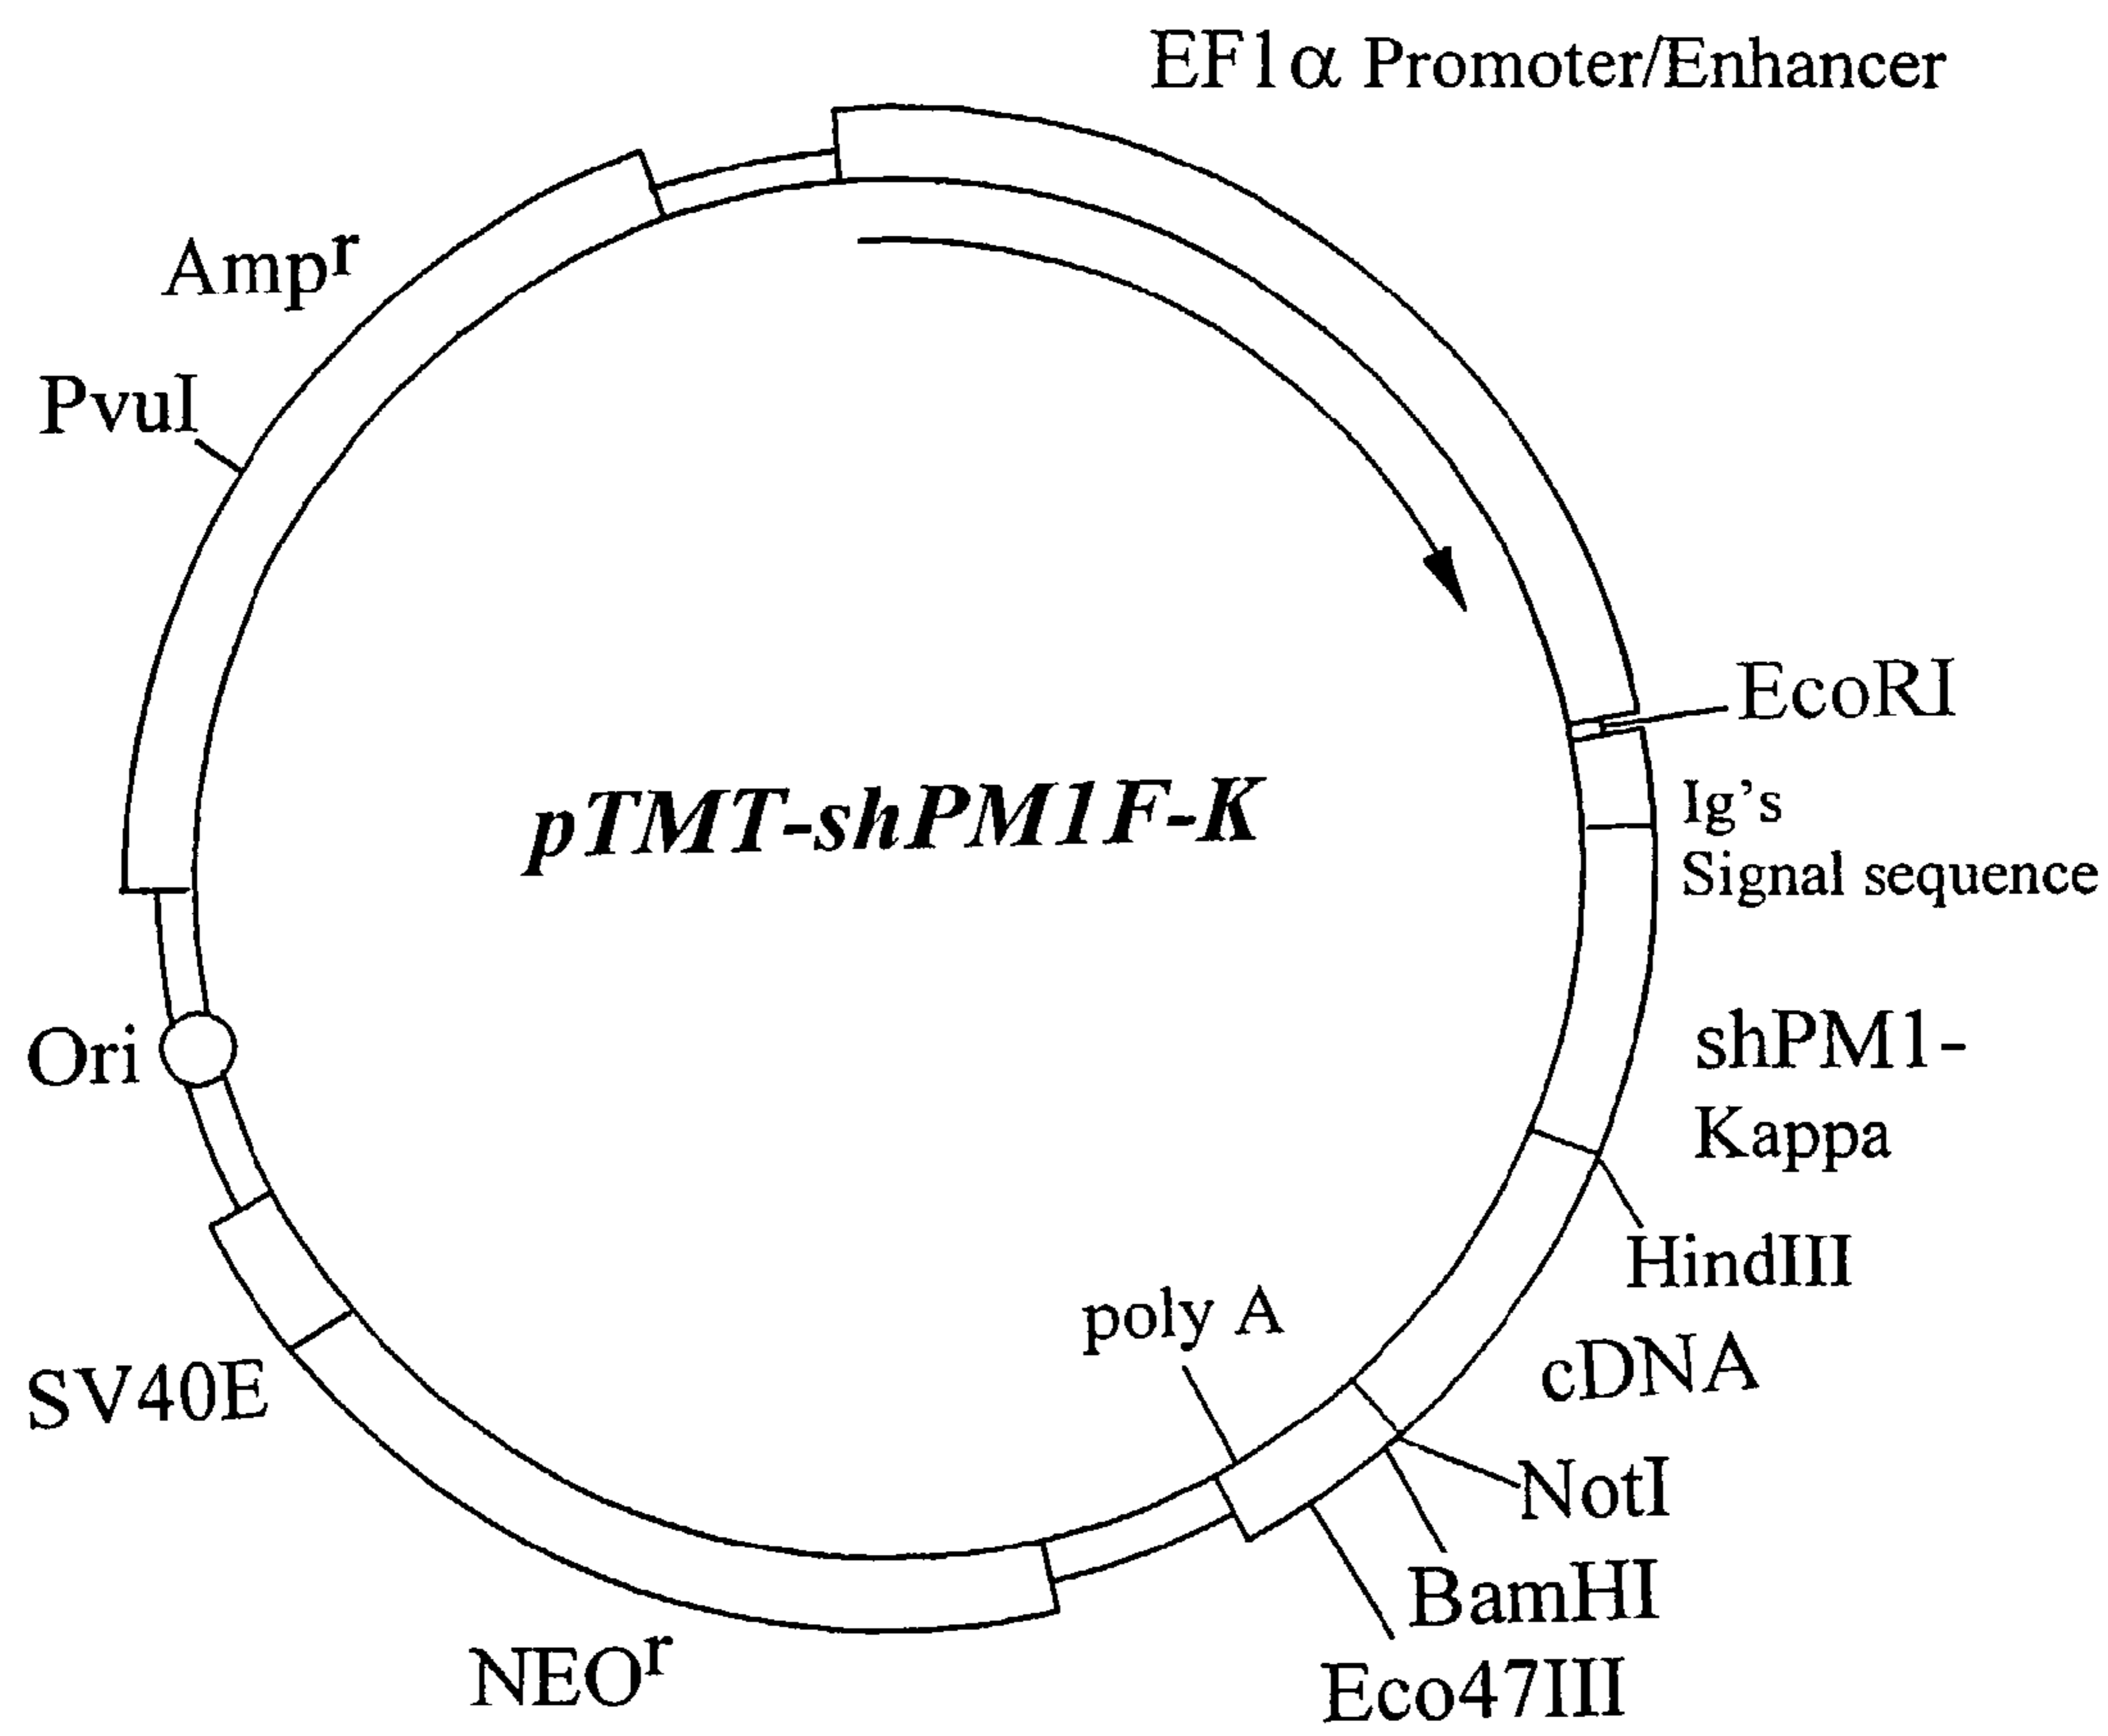 EF1α Promoter/Enhancer
Ampʳ
PvuI
EcoRI
pTMT-shPM1F-K
Ig's
Signal sequence
Ori
shPM1-
Kappa
HindIII
poly A
cDNA
SV40E
NotI
BamHI
NEOʳ
Eco47III